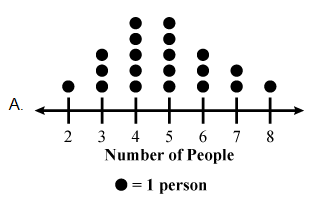 A.
2 3 4 5 6 7 8
Number of People
= 1 person